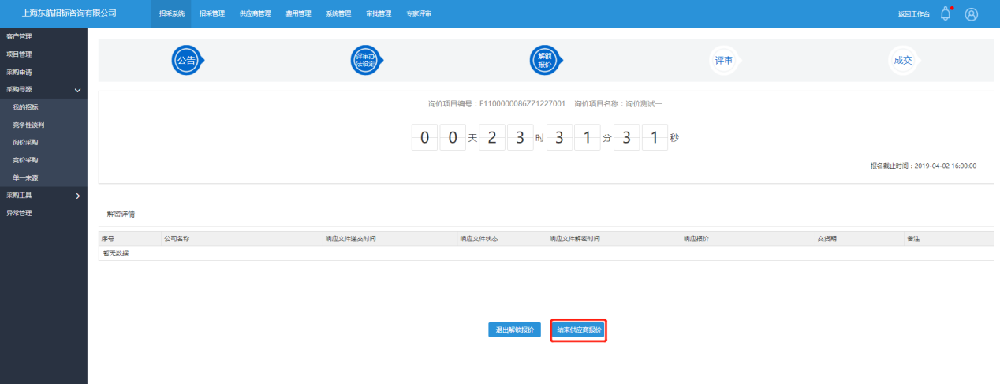 上海东航招标咨询有限公司 招采系统 招采管理 供应商管理 费用管理 系统管理 审批管理 专家评审 返回工作台
客户管理
项目管理
采购申请
采购寻源
我的招标
竞争性谈判
询价采购
竞价采购
单一来源
采购工具
异常管理
公告
评审办
法设定
解锁
报价
评审
成交
询价项目编号：E1100000086ZZ1227001 询价项目名称：询价测试一
0 0 天 2 3 时 3 1 分 3 1 秒
报名截止时间：2019-04-02 16:00:00
解密详情
序号 公司名称 响应文件递交时间 响应文件状态 响应文件解密时间 响应报价 交货期 备注
暂无数据
退出解锁报价 结束供应商报价